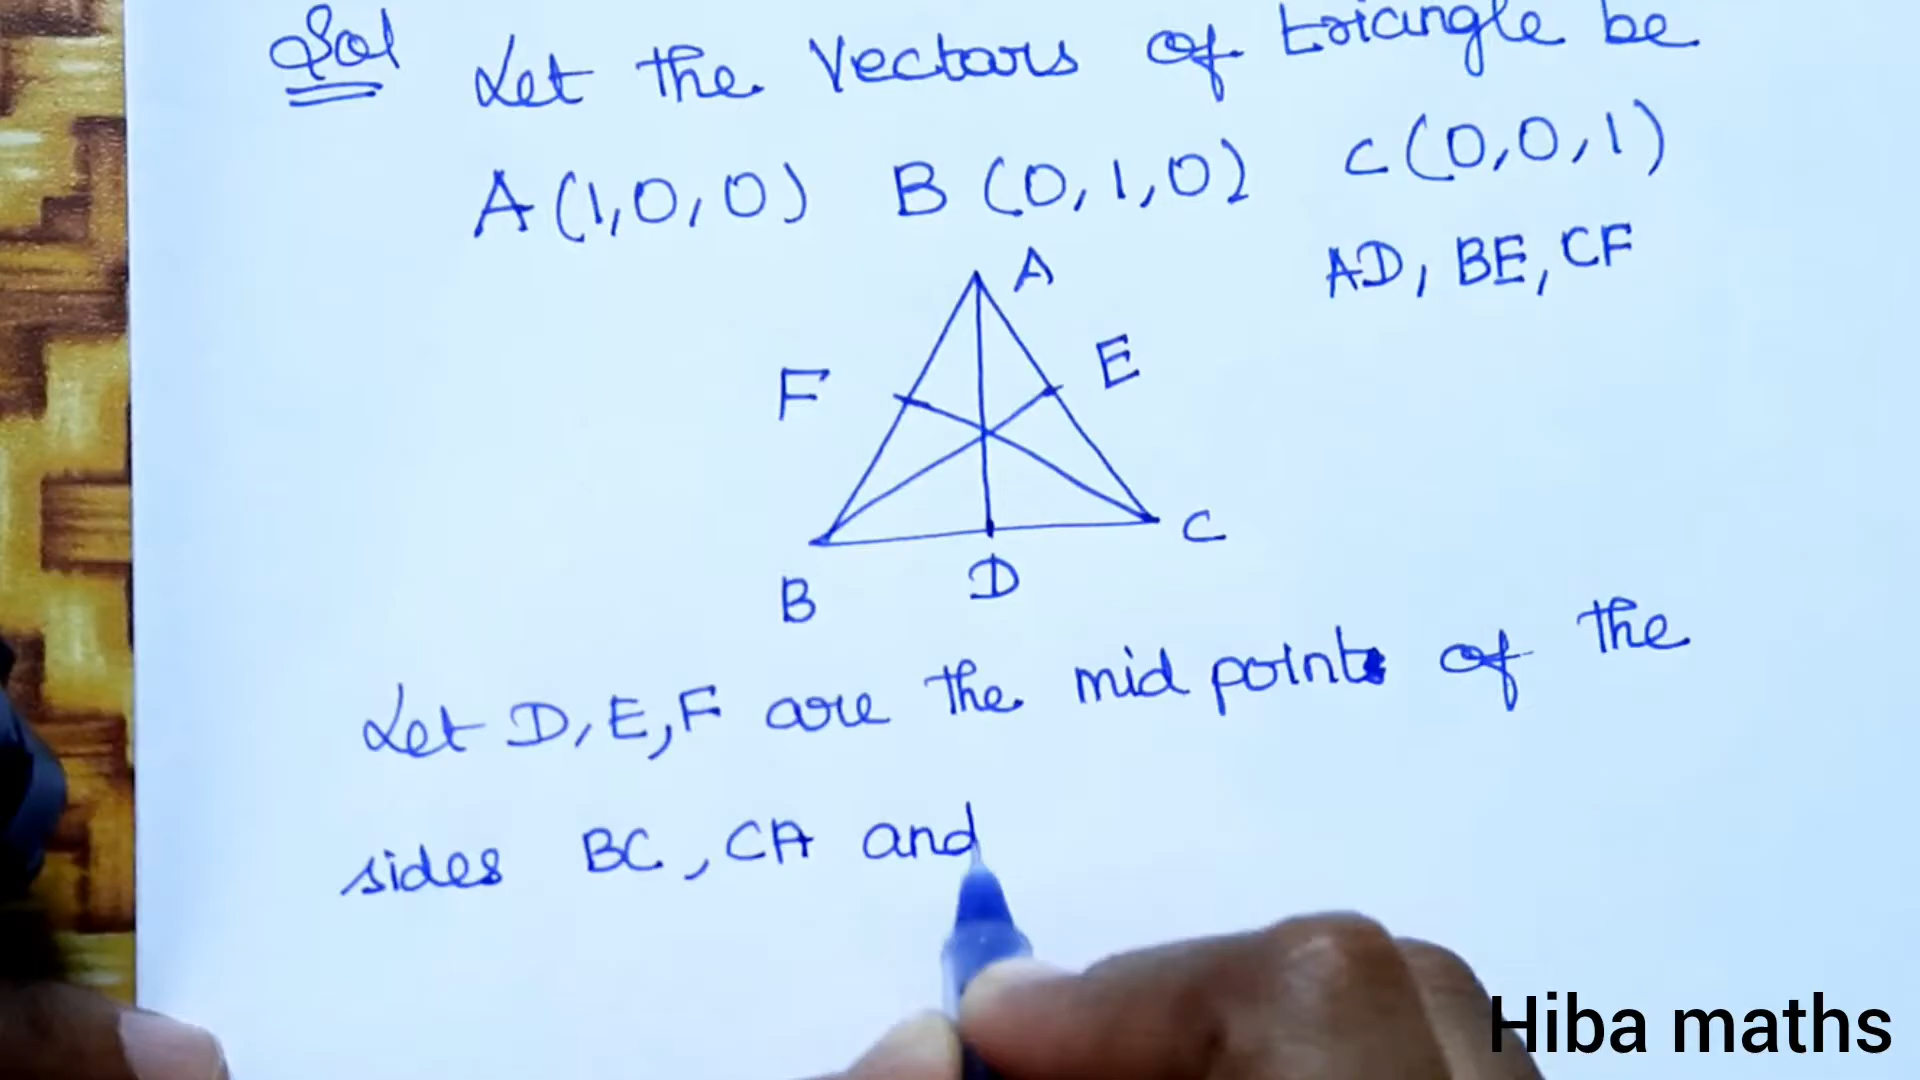 Sol Let the Vectors of triangle be
A (1,0,0) B (0,1,0) C (0,0,1)
AD, BE, CF
A
F E
B D C
Let D, E, F are the mid points of the
sides BC, CA and
Hiba maths